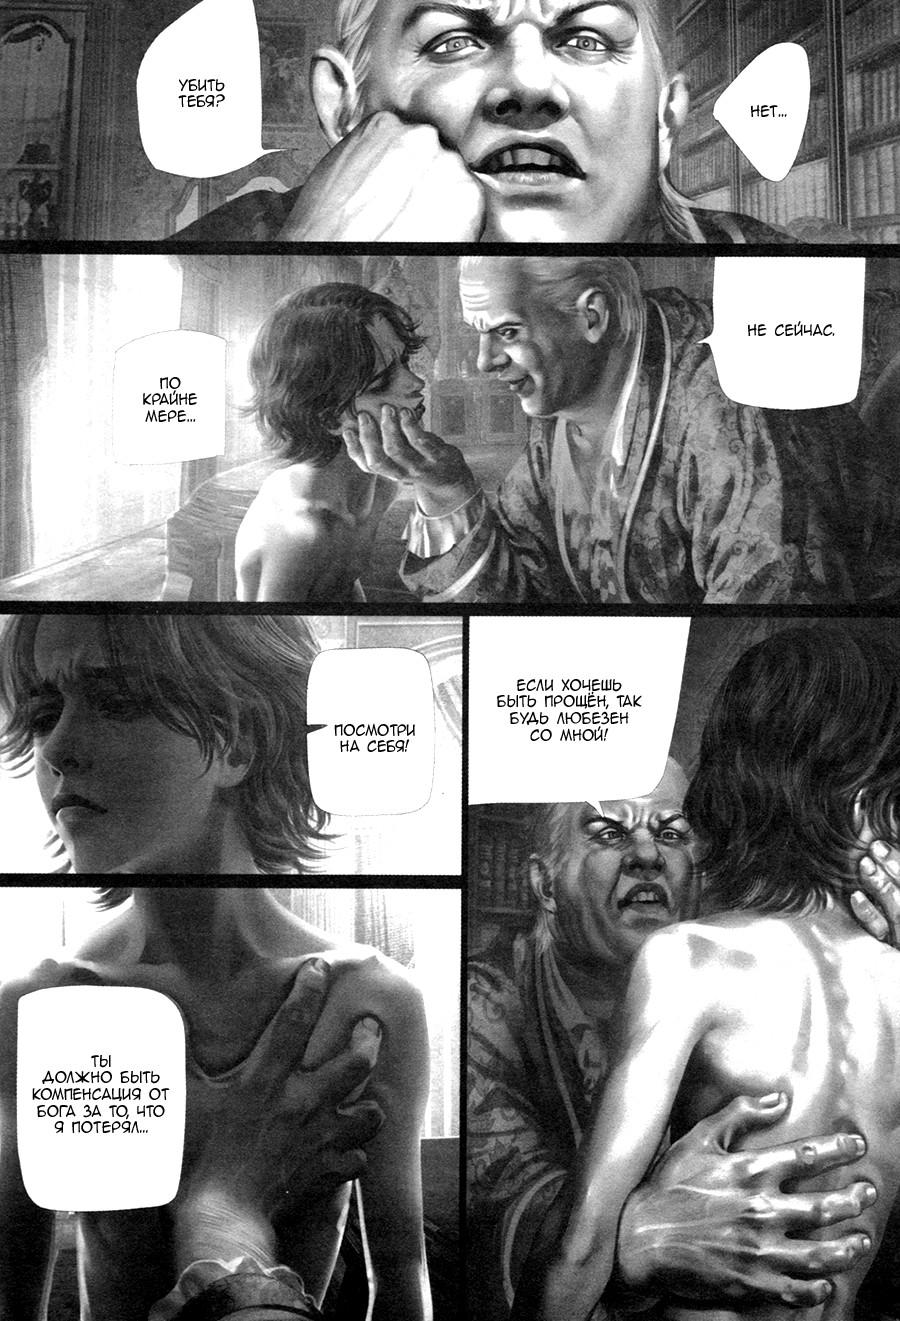 УБИТЬ
ТЕБЯ?
НЕТ...
ПО
КРАЙНЕ
МЕРЕ...
НЕ СЕЙЧАС.
ПОСМОТРИ
НА СЕБЯ!
ТЫ
ДОЛЖНО БЫТЬ
КОМПЕНСАЦИЯ ОТ
БОГА ЗА ТО, ЧТО
Я ПОТЕРЯЛ...
ЕСЛИ ХОЧЕШЬ
БЫТЬ ПРОЩЁН, ТАК
БУДЬ ЛЮБЕЗЕН
СО МНОЙ!